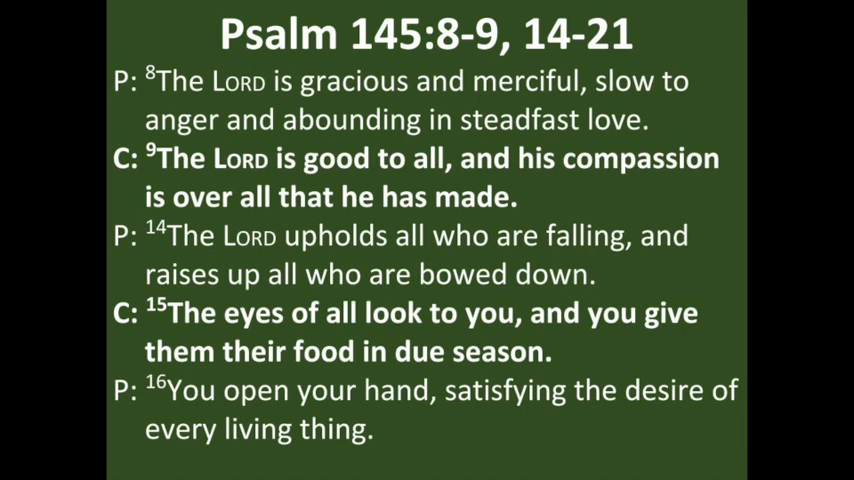 Psalm 145:8-9, 14-21
P: ⁸The LORD is gracious and merciful, slow to
anger and abounding in steadfast love.
C: ⁹The LORD is good to all, and his compassion
is over all that he has made.
P: ¹⁴The LORD upholds all who are falling, and
raises up all who are bowed down.
C: ¹⁵The eyes of all look to you, and you give
them their food in due season.
P: ¹⁶You open your hand, satisfying the desire of
every living thing.